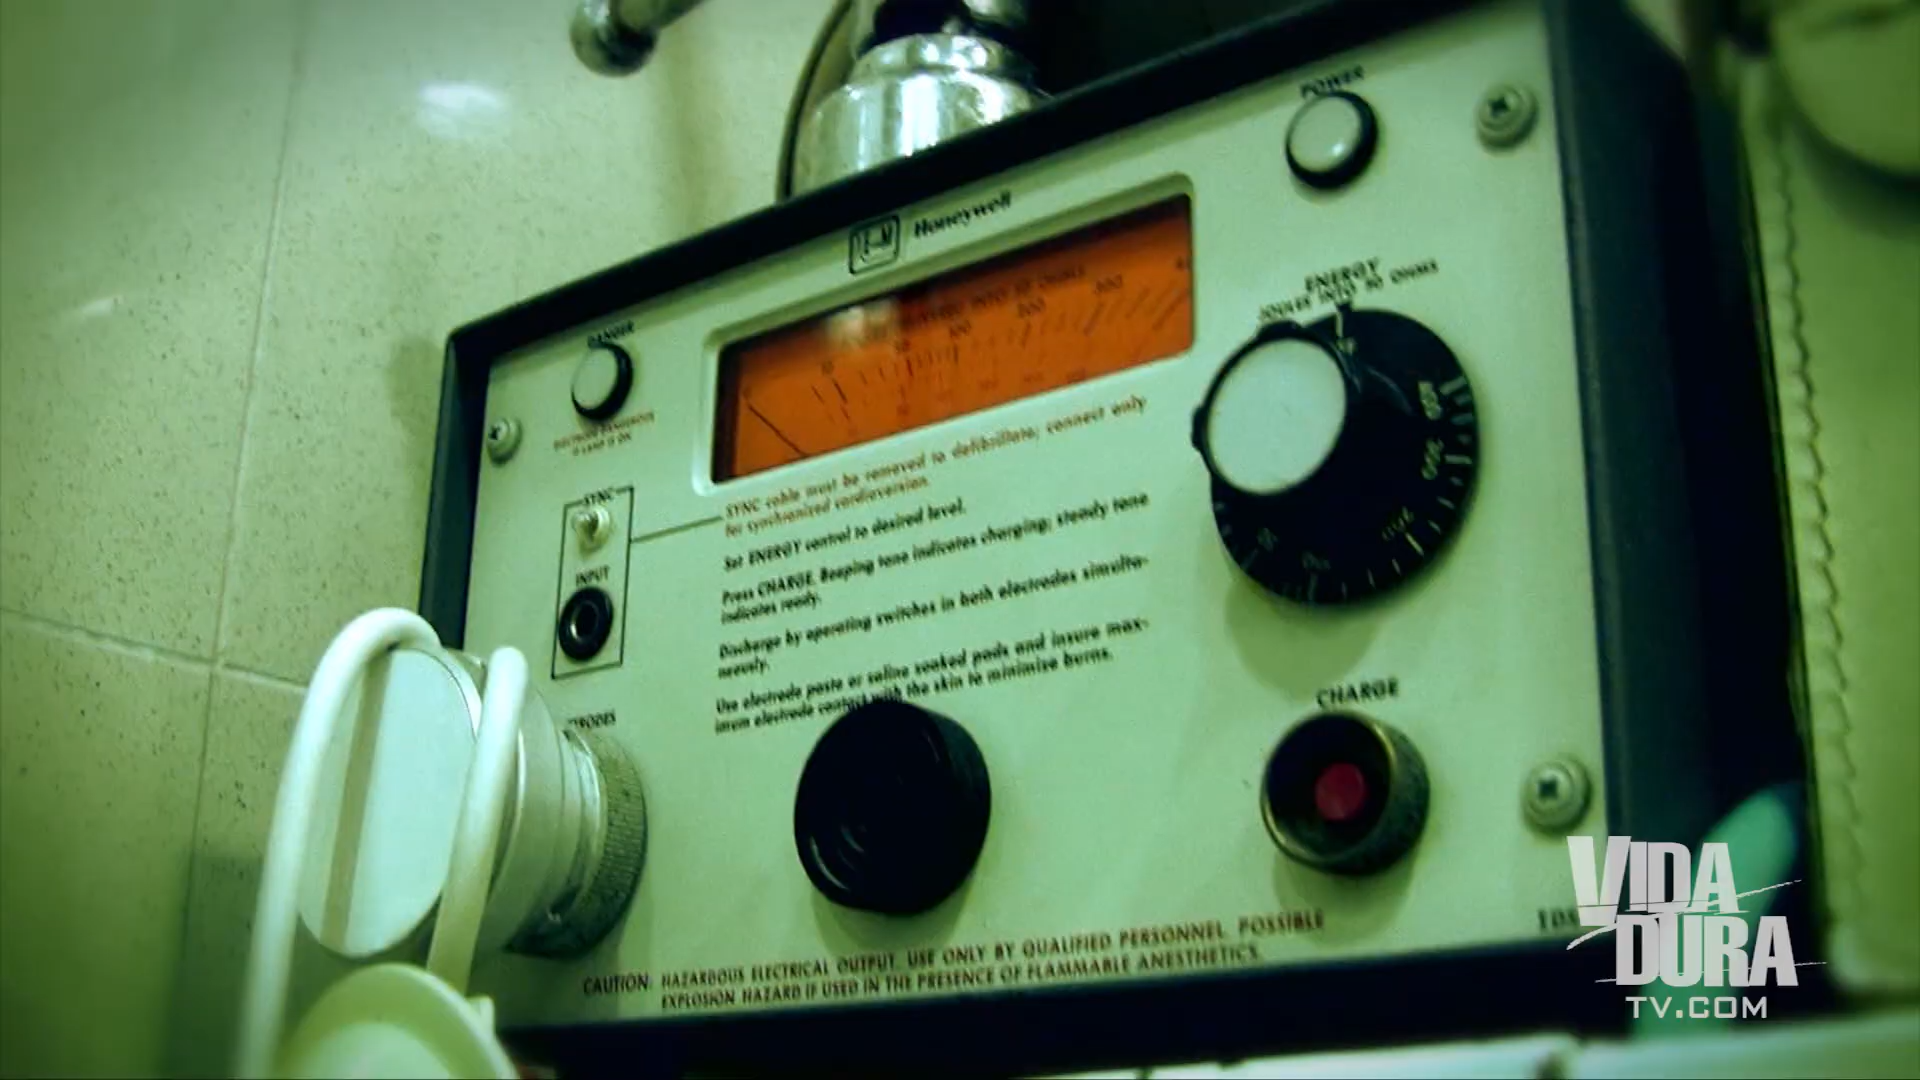 POWER
Honeywell
ENERGY
JOULES INTO 50 OHMS
DANGER
100
200
300
SYNC
INPUT
SYNC cable must be removed to defibrillate; connect only
for synchronized cardioversion.
Set ENERGY control to desired level.
Press CHARGE. Beeping tone indicates charging; steady tone
indicates ready.
Discharge by operating switches in both electrodes simulta-
neously.
Use electrode paste or saline soaked pads and insure max-
imum electrode contact with the skin to minimize burns.
CHARGE
CAUTION: HAZARDOUS ELECTRICAL OUTPUT. USE ONLY BY QUALIFIED PERSONNEL. POSSIBLE
EXPLOSION HAZARD IF USED IN THE PRESENCE OF FLAMMABLE ANESTHETICS.
VIDA
DURA
TV.COM